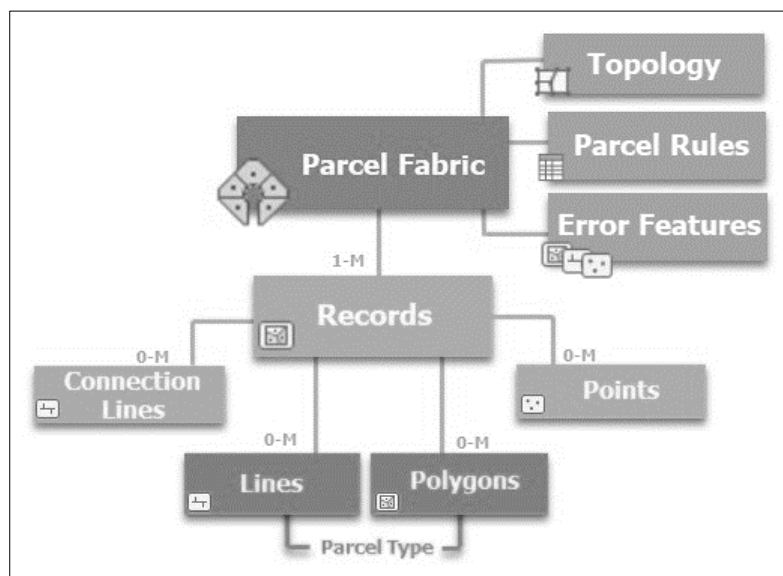 Topology
Parcel Fabric
Parcel Rules
Error Features
1-M
Records
0-M
0-M
Connection
Lines
Points
0-M
0-M
Lines
Polygons
Parcel Type